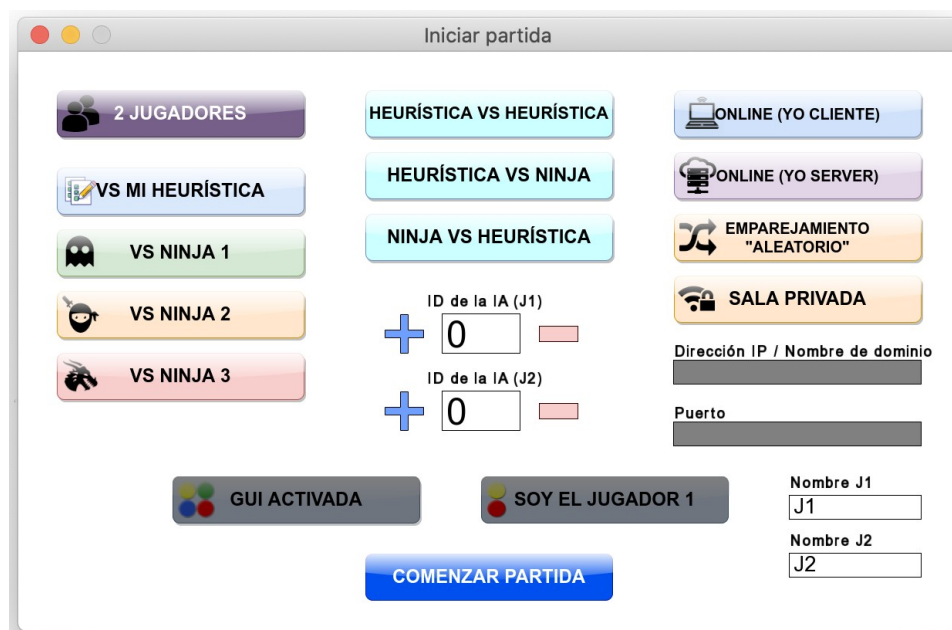 Iniciar partida
2 JUGADORES
VS MI HEURÍSTICA
VS NINJA 1
VS NINJA 2
VS NINJA 3
HEURÍSTICA VS HEURÍSTICA
HEURÍSTICA VS NINJA
NINJA VS HEURÍSTICA
ID de la IA (J1)
0
ID de la IA (J2)
0
ONLINE (YO CLIENTE)
ONLINE (YO SERVER)
EMPAREJAMIENTO
"ALEATORIO"
SALA PRIVADA
Dirección IP / Nombre de dominio
Puerto
GUI ACTIVADA
SOY EL JUGADOR 1
Nombre J1
J1
Nombre J2
J2
COMENZAR PARTIDA